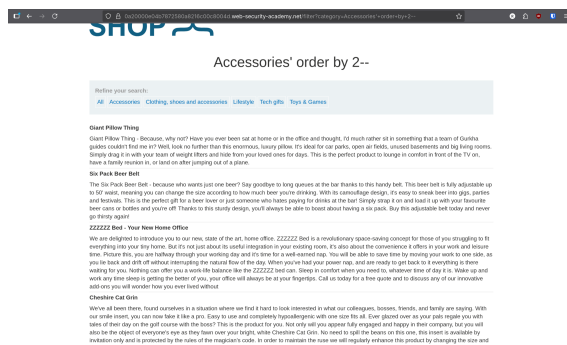 0a20000e04b7672580a6216c00c8004d.web-security-academy.net/filter?category=Accessories'+order+by+2--
SHOP
Accessories' order by 2--
Refine your search:
All Accessories Clothing, shoes and accessories Lifestyle Tech gifts Toys & Games
Giant Pillow Thing
Giant Pillow Thing - Because, why not? Have you ever been sat at home or in the office and thought, I'd much rather sit in something that a team of Gurkha
guides couldn't find me in? Well, look no further than this enormous, luxury pillow. It's ideal for car parks, open air fields, unused basements and big living rooms.
Simply drag it in with your team of weight lifters and hide from your loved ones for days. This is the perfect product to lounge in comfort in front of the TV on,
have a family reunion in, or land on after jumping out of a plane.
Six Pack Beer Belt
The Six Pack Beer Belt - because who wants just one beer? Say goodbye to long queues at the bar thanks to this handy belt. This beer belt is fully adjustable up
to 50' waist, meaning you can change the size according to how much beer you're drinking. With its camouflage design, it's easy to sneak beer into gigs, parties
and festivals. This is the perfect gift for a beer lover or just someone who hates paying for drinks at the bar! Simply strap it on and load it up with your favourite
beer cans or bottles and you're off! Thanks to this sturdy design, you'll always be able to boast about having a six pack. Buy this adjustable belt today and never
go thirsty again!
ZZZZZZ Bed - Your New Home Office
We are delighted to introduce you to our new, state of the art, home office. ZZZZZZ Bed is a revolutionary space-saving concept for those of you struggling to fit
everything into your tiny home. But it's not just about its useful integration in your existing room, it's also about the convenience it offers in your work and leisure
time. Picture this, you are halfway through your working day and it's time for a well-earned nap. You will be able to save time by moving your work to one side, as
you lie back and drift off without interrupting the natural flow of the day. When you've had your power nap, and are ready to get back to it everything is there
waiting for you. Nothing can offer you a work-life balance like the ZZZZZZ bed can. Sleep in comfort when you need to, whatever time of day it is. Wake up and
work any time sleep is getting the better of you, your office will always be at your fingertips. Call us today for a free quote and to discuss any of our innovative
add-ons you will wonder how you ever lived without
Cheshire Cat Grin
We've all been there, found ourselves in a situation where we find it hard to look interested in what our colleagues, bosses, friends, and family are saying. With
our smile insert, you can now fake it like a pro. Easy to use and completely hypoallergenic with one size fits all. Ever glazed over as your pals regale you with
tales of their day on the golf course with the boss? This is the product for you. Not only will you appear fully engaged and happy in their company, but you will
also be the object of everyone's eye as they fawn over your bright, white Cheshire Cat Grin. No need to spill the beans on this one, this insert is available by
invitation only and is protected by the rules of the magician's code. In order to maintain the ruse we will regularly enhance this product by changing the size and